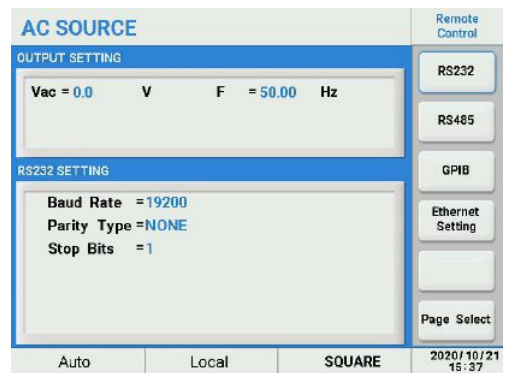 AC SOURCE
Remote
Control
OUTPUT SETTING
Vac = 0.0 V F = 50.00 Hz
RS232
RS485
GPIB
Ethernet
Setting
RS232 SETTING
Baud Rate =19200
Parity Type =NONE
Stop Bits =1
Page Select
Auto Local SQUARE 2020/10/21
15:37